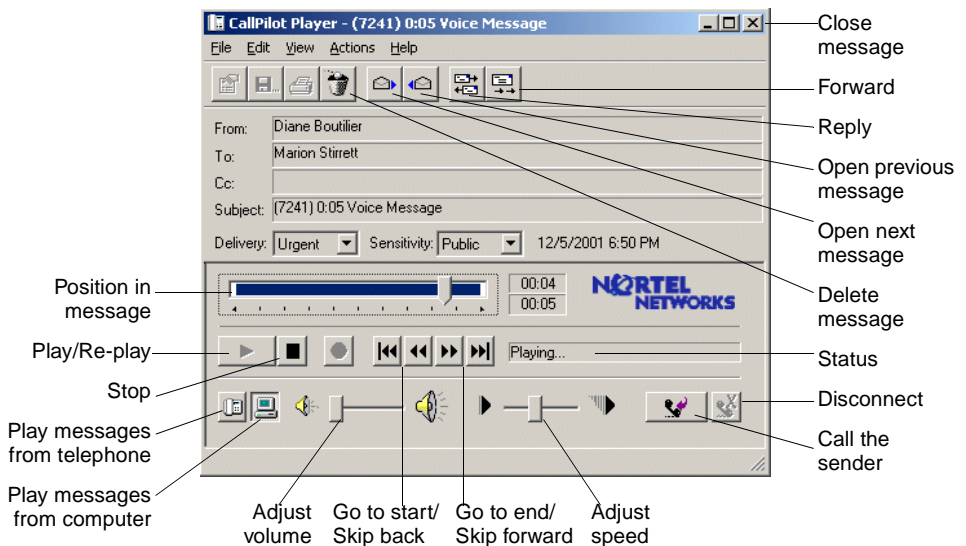 CallPilot Player - (7241) 0:05 Voice Message
File Edit View Actions Help
From: Diane Boutilier
To: Marion Stirrett
Cc:
Subject: (7241) 0:05 Voice Message
Delivery: Urgent Sensitivity: Public 12/5/2001 6:50 PM
00:04
00:05
NORTEL
NETWORKS
Playing...
Close
message
Forward
Reply
Open previous
message
Open next
message
Delete
message
Status
Disconnect
Call the
sender
Position in
message
Play/Re-play
Stop
Play messages
from telephone
Play messages
from computer
Adjust
volume
Go to start/
Skip back
Go to end/
Skip forward
Adjust
speed